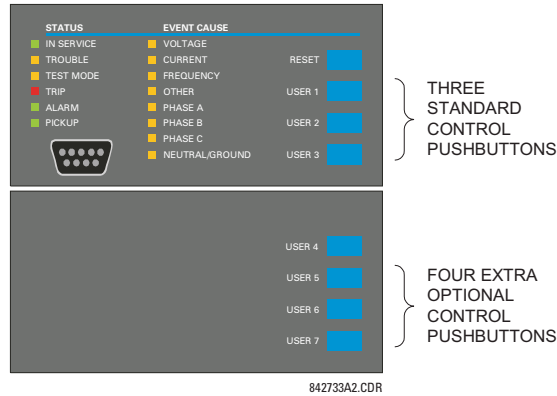 STATUS EVENT CAUSE
IN SERVICE VOLTAGE
TROUBLE CURRENT RESET
TEST MODE FREQUENCY
TRIP OTHER USER 1
ALARM PHASE A
PICKUP PHASE B USER 2
PHASE C
NEUTRAL/GROUND USER 3
THREE
STANDARD
CONTROL
PUSHBUTTONS
USER 4
USER 5
USER 6
USER 7
FOUR EXTRA
OPTIONAL
CONTROL
PUSHBUTTONS
842733A2.CDR